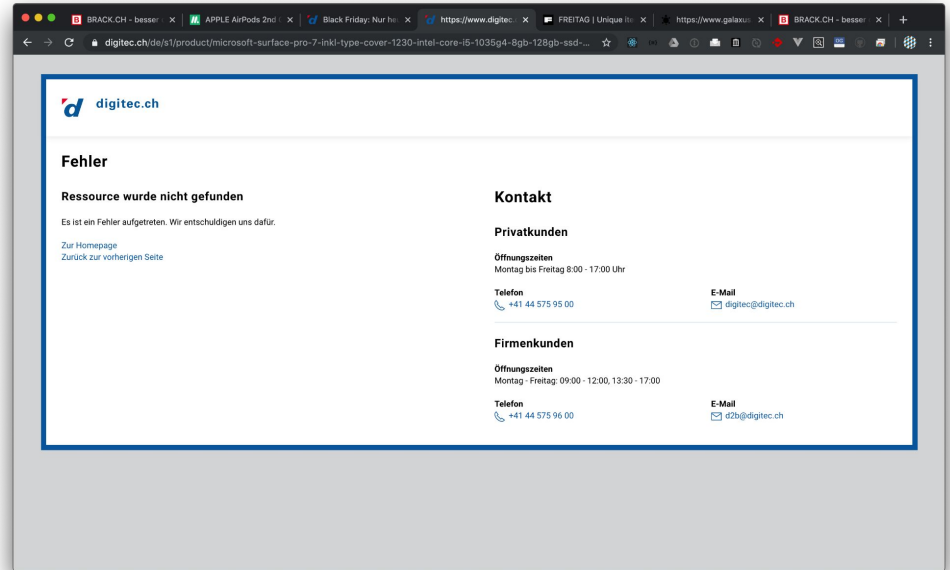 BRACK.CH - besser
APPLE AirPods 2nd
Black Friday: Nur he
https://www.digitec.
FREITAG | Unique ite
https://www.galaxus
BRACK.CH - besser
digitec.ch/de/s1/product/microsoft-surface-pro-7-inkl-type-cover-1230-intel-core-i5-1035g4-8gb-128gb-ssd-...
digitec.ch
Fehler
Ressource wurde nicht gefunden
Es ist ein Fehler aufgetreten. Wir entschuldigen uns dafür.
Zur Homepage
Zurück zur vorherigen Seite
Kontakt
Privatkunden
Öffnungszeiten
Montag bis Freitag 8:00 - 17:00 Uhr
Telefon
+41 44 575 95 00
E-Mail
digitec@digitec.ch
Firmenkunden
Öffnungszeiten
Montag - Freitag: 09:00 - 12:00, 13:30 - 17:00
Telefon
+41 44 575 96 00
E-Mail
d2b@digitec.ch